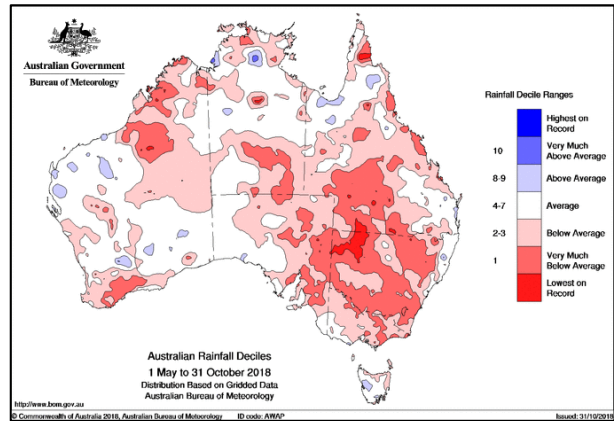 Australian Government
Bureau of Meteorology
Rainfall Decile Ranges
Highest on
Record
10
Very Much
Above Average
8-9
Above Average
4-7
Average
2-3
Below Average
1
Very Much
Below Average
Lowest on
Record
Australian Rainfall Deciles
1 May to 31 October 2018
Distribution Based on Gridded Data
Australian Bureau of Meteorology
http://www.bom.gov.au
© Commonwealth of Australia 2018, Australian Bureau of Meteorology
ID code: AWAP
Issued: 31/10/2018